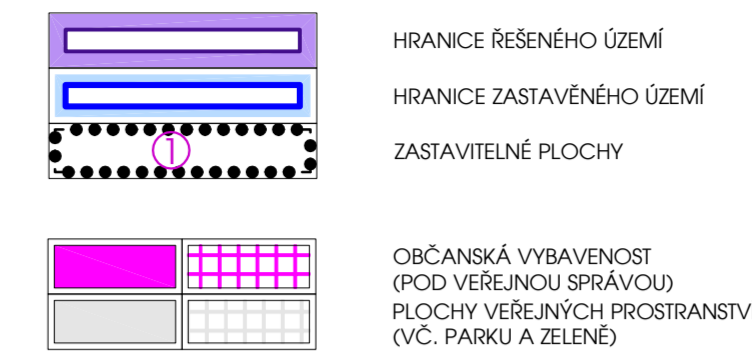 HRANICE ŘEŠENÉHO ÚZEMÍ
HRANICE ZASTAVĚNÉHO ÚZEMÍ
1 ZASTAVITELNÉ PLOCHY
OBČANSKÁ VYBAVENOST
(POD VEŘEJNOU SPRÁVOU)
PLOCHY VEŘEJNÝCH PROSTRANSTV
(VČ. PARKU A ZELENĚ)